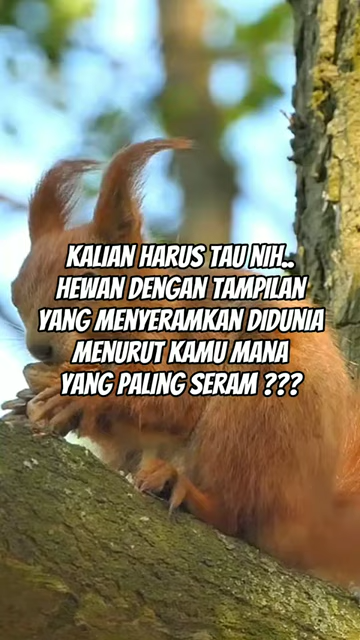 KALIAN HARUS TAU NIH..
HEWAN DENGAN TAMPILAN
YANG MENYERAMKAN DIDUNIA
MENURUT KAMU MANA
YANG PALING SERAM ???